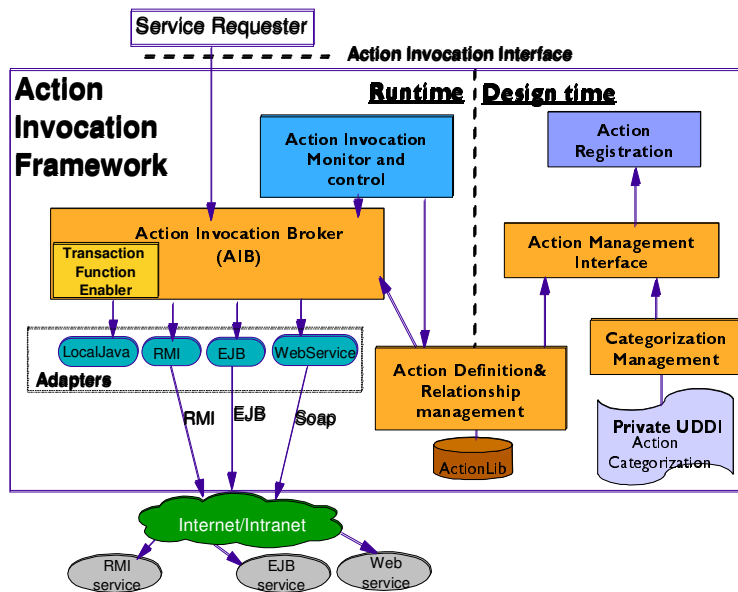 Service Requester
Action Invocation Interface
Action
Invocation
Framework
Runtime
Design time
Action Invocation
Monitor and
control
Action
Registration
Action Invocation Broker
(AIB)
Transaction
Function
Enabler
Action Management
Interface
LocalJava
RMI
EJB
WebService
Adapters
Categorization
Management
Action Definition&
Relationship
management
RMI
EJB
Soap
Private UDDI
Action
Categorization
ActionLib
Internet/Intranet
RMI
service
EJB
service
Web
service